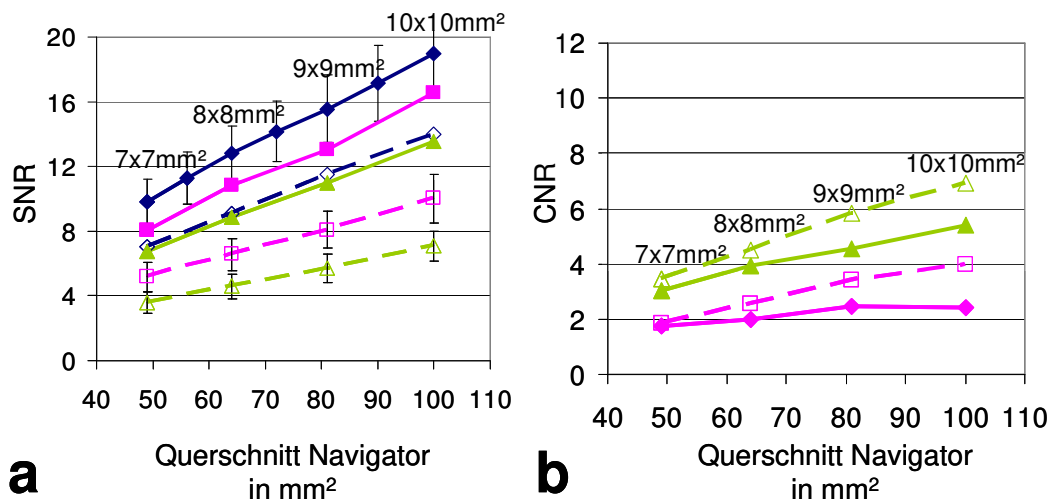 10x10mm²
20
9x9mm²
16
8x8mm²
12
7x7mm²
SNR
8
4
0
40 50 60 70 80 90 100 110
Querschnitt Navigator
in mm²
a
12
10
8
10x10mm²
9x9mm²
CNR
6
8x8mm²
7x7mm²
4
2
0
40 50 60 70 80 90 100 110
Querschnitt Navigator
in mm²
b